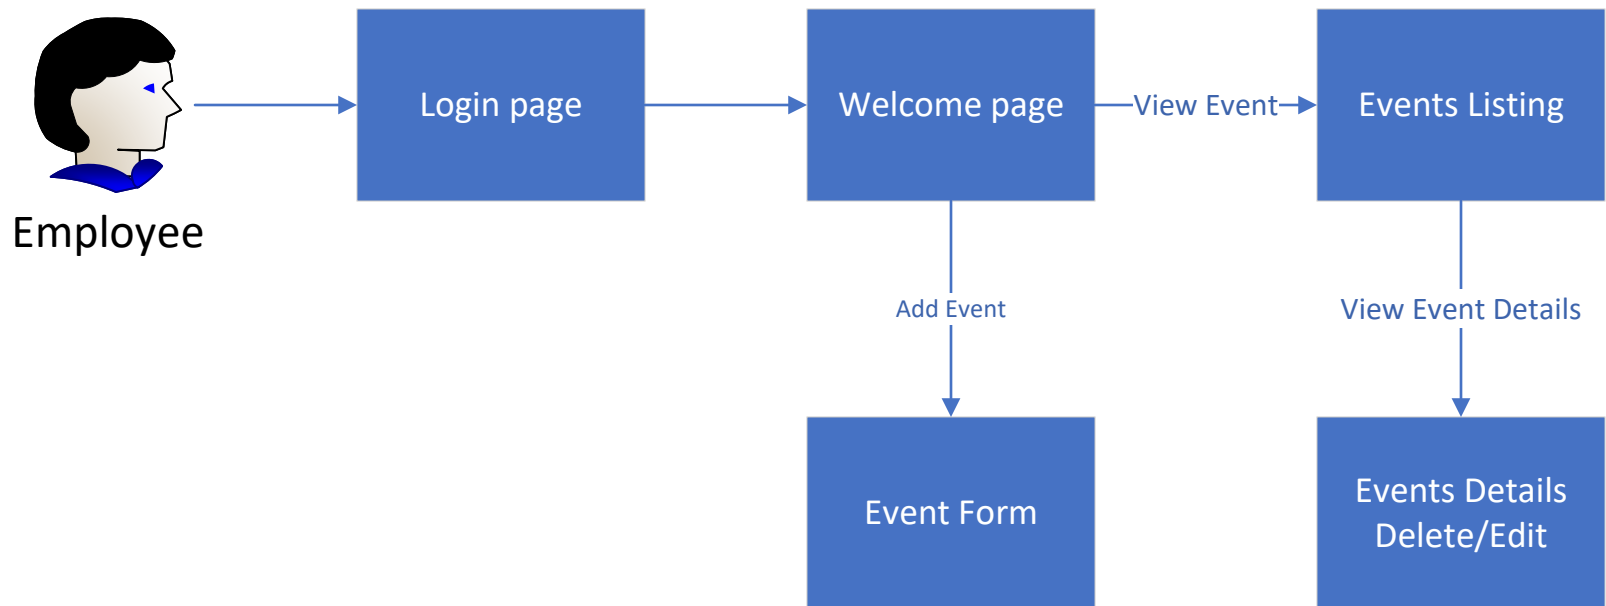 Login page
Welcome page
View Event
Events Listing
Employee
Add Event
View Event Details
Event Form
Events Details
Delete/Edit